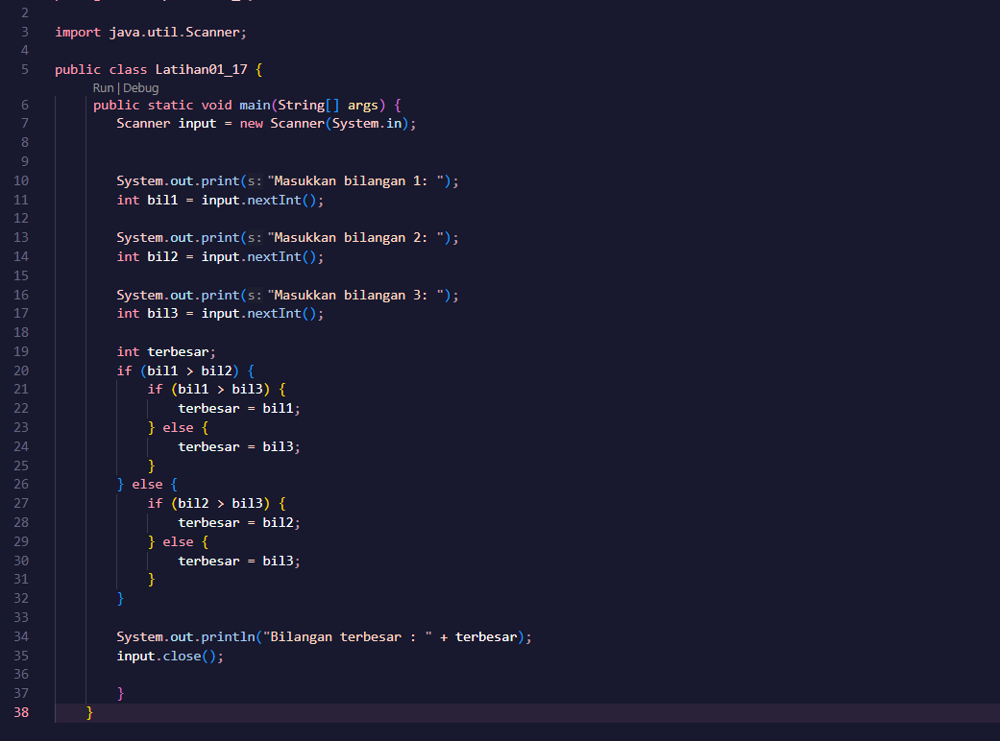 2
3 import java.util.Scanner;
4
5 public class Latihan01_17 {
Run | Debug
6 public static void main(String[] args) {
7 Scanner input = new Scanner(System.in);
8
9
10 System.out.print(s: "Masukkan bilangan 1: ");
11 int bil1 = input.nextInt();
12
13 System.out.print(s: "Masukkan bilangan 2: ");
14 int bil2 = input.nextInt();
15
16 System.out.print(s: "Masukkan bilangan 3: ");
17 int bil3 = input.nextInt();
18
19 int terbesar;
20 if (bil1 > bil2) {
21 if (bil1 > bil3) {
22 terbesar = bil1;
23 } else {
24 terbesar = bil3;
25 }
26 } else {
27 if (bil2 > bil3) {
28 terbesar = bil2;
29 } else {
30 terbesar = bil3;
31 }
32 }
33
34 System.out.println("Bilangan terbesar : " + terbesar);
35 input.close();
36
37 }
38 }